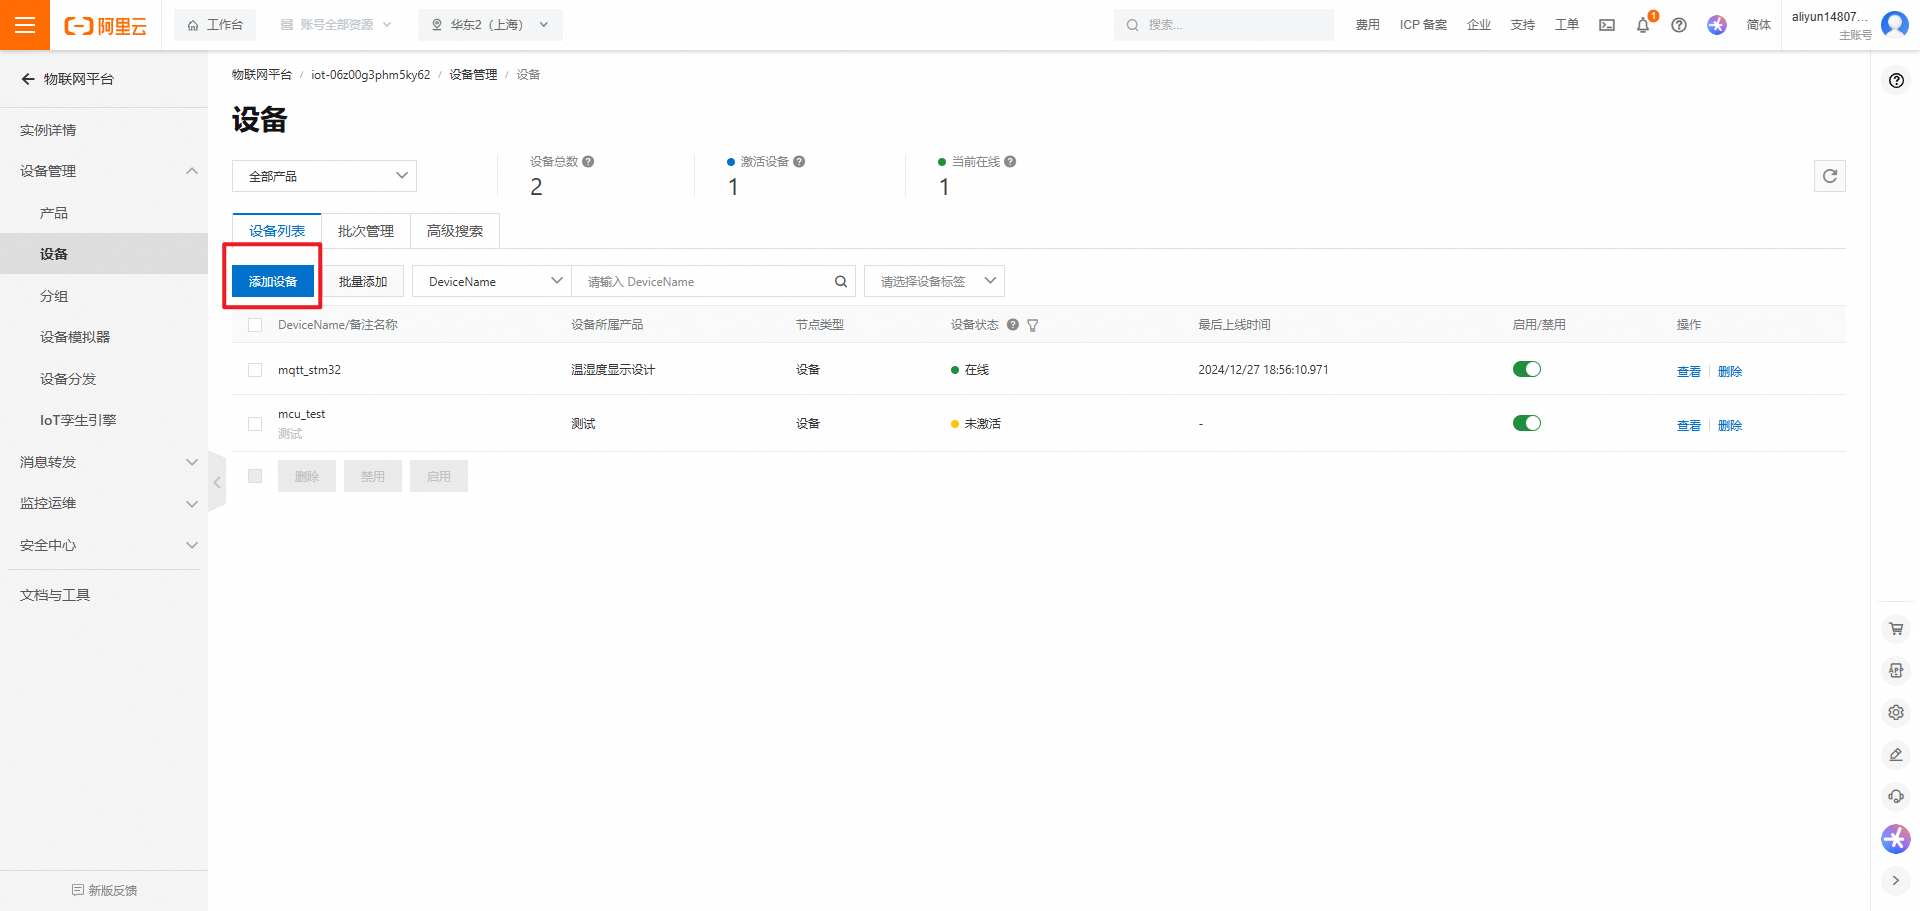 阿里云
工作台
账号全部资源
华东2（上海）
搜索...
费用
ICP 备案
企业
支持
工单
1
简体
aliyun14807...
主账号
物联网平台
实例详情
设备管理
产品
设备
分组
设备模拟器
设备分发
IoT孪生引擎
消息转发
监控运维
安全中心
文档与工具
新版反馈
物联网平台 / iot-06z00g3phm5ky62 / 设备管理 / 设备
设备
全部产品
设备总数
2
激活设备
1
当前在线
1
设备列表 批次管理 高级搜索
添加设备 批量添加 DeviceName 请输入 DeviceName 请选择设备标签
DeviceName/备注名称 设备所属产品 节点类型 设备状态 最后上线时间 启用/禁用 操作
mqtt_stm32 温湿度显示设计 设备 在线 2024/12/27 18:56:10.971 查看 删除
mcu_test 测试 设备 未激活 - 查看 删除
测试
删除 禁用 启用
API